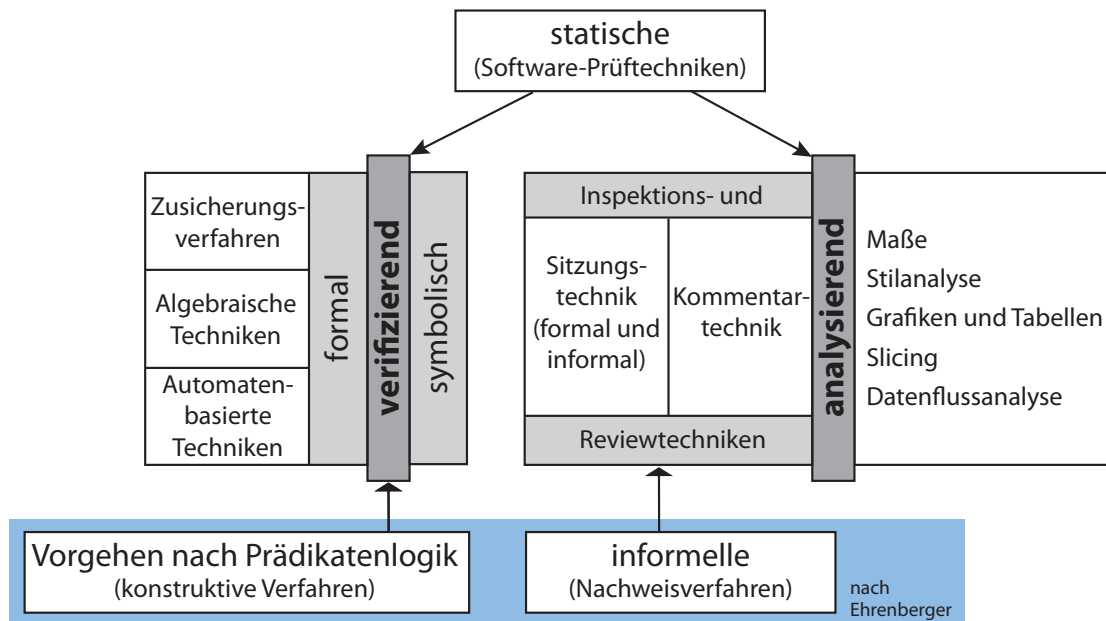 statische
(Software-Prüftechniken)
Zusicherungs-
verfahren
Algebraische
Techniken
Automaten-
basierte
Techniken
formal
verifizierend
symbolisch
Inspektions- und
Sitzungs-
technik
(formal und
informal)
Kommentar-
technik
Reviewtechniken
analysierend
Maße
Stilanalyse
Grafiken und Tabellen
Slicing
Datenflussanalyse
Vorgehen nach Prädikatenlogik
(konstruktive Verfahren)
informelle
(Nachweisverfahren)
nach
Ehrenberger